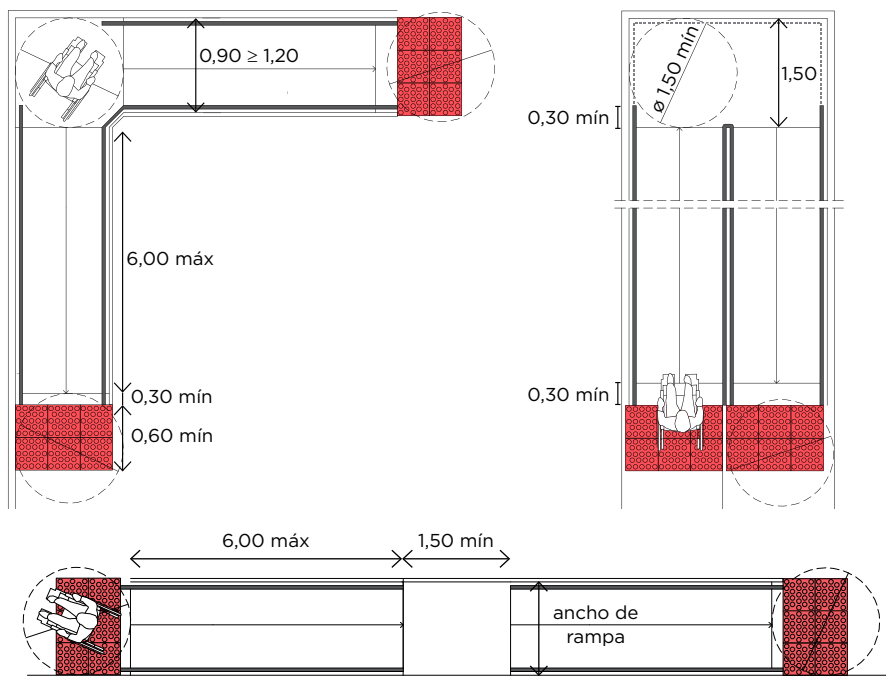 0,90 ≥ 1,20
6,00 máx
0,30 mín
0,60 mín
ø 1,50 mín
1,50
0,30 mín
0,30 mín
6,00 máx
1,50 mín
ancho de
rampa